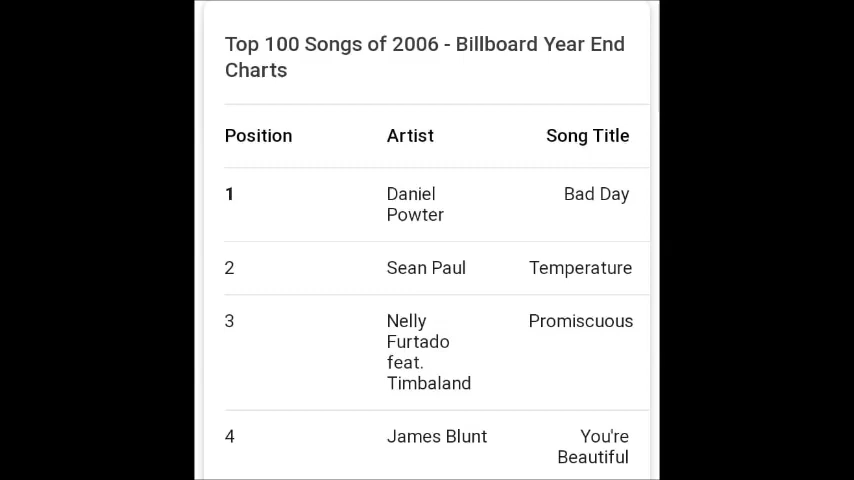 Top 100 Songs of 2006 - Billboard Year End
Charts
Position Artist Song Title
1 Daniel Bad Day
Powter
2 Sean Paul Temperature
3 Nelly Promiscuous
Furtado
feat.
Timbaland
4 James Blunt You're
Beautiful